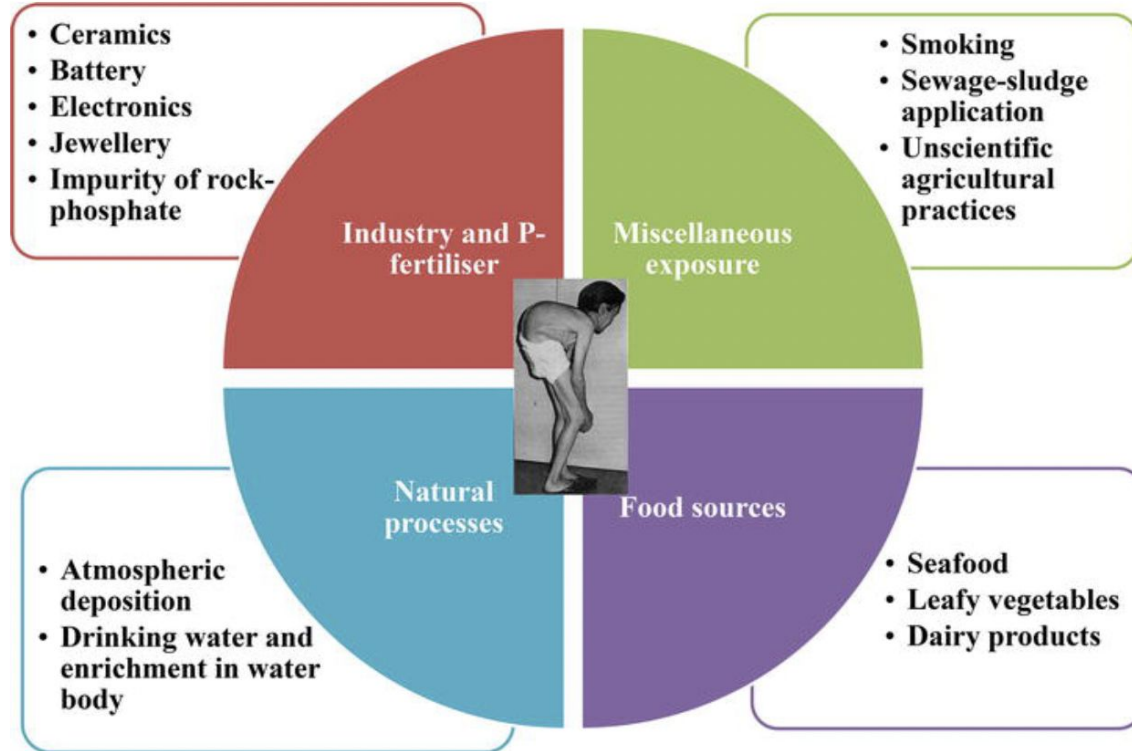 • Ceramics
• Battery
• Electronics
• Jewellery
• Impurity of rock-
phosphate
Industry and P-
fertiliser
• Smoking
• Sewage-sludge
application
• Unscientific
agricultural
practices
Miscellaneous
exposure
Natural
processes
• Atmospheric
deposition
• Drinking water and
enrichment in water
body
Food sources
• Seafood
• Leafy vegetables
• Dairy products